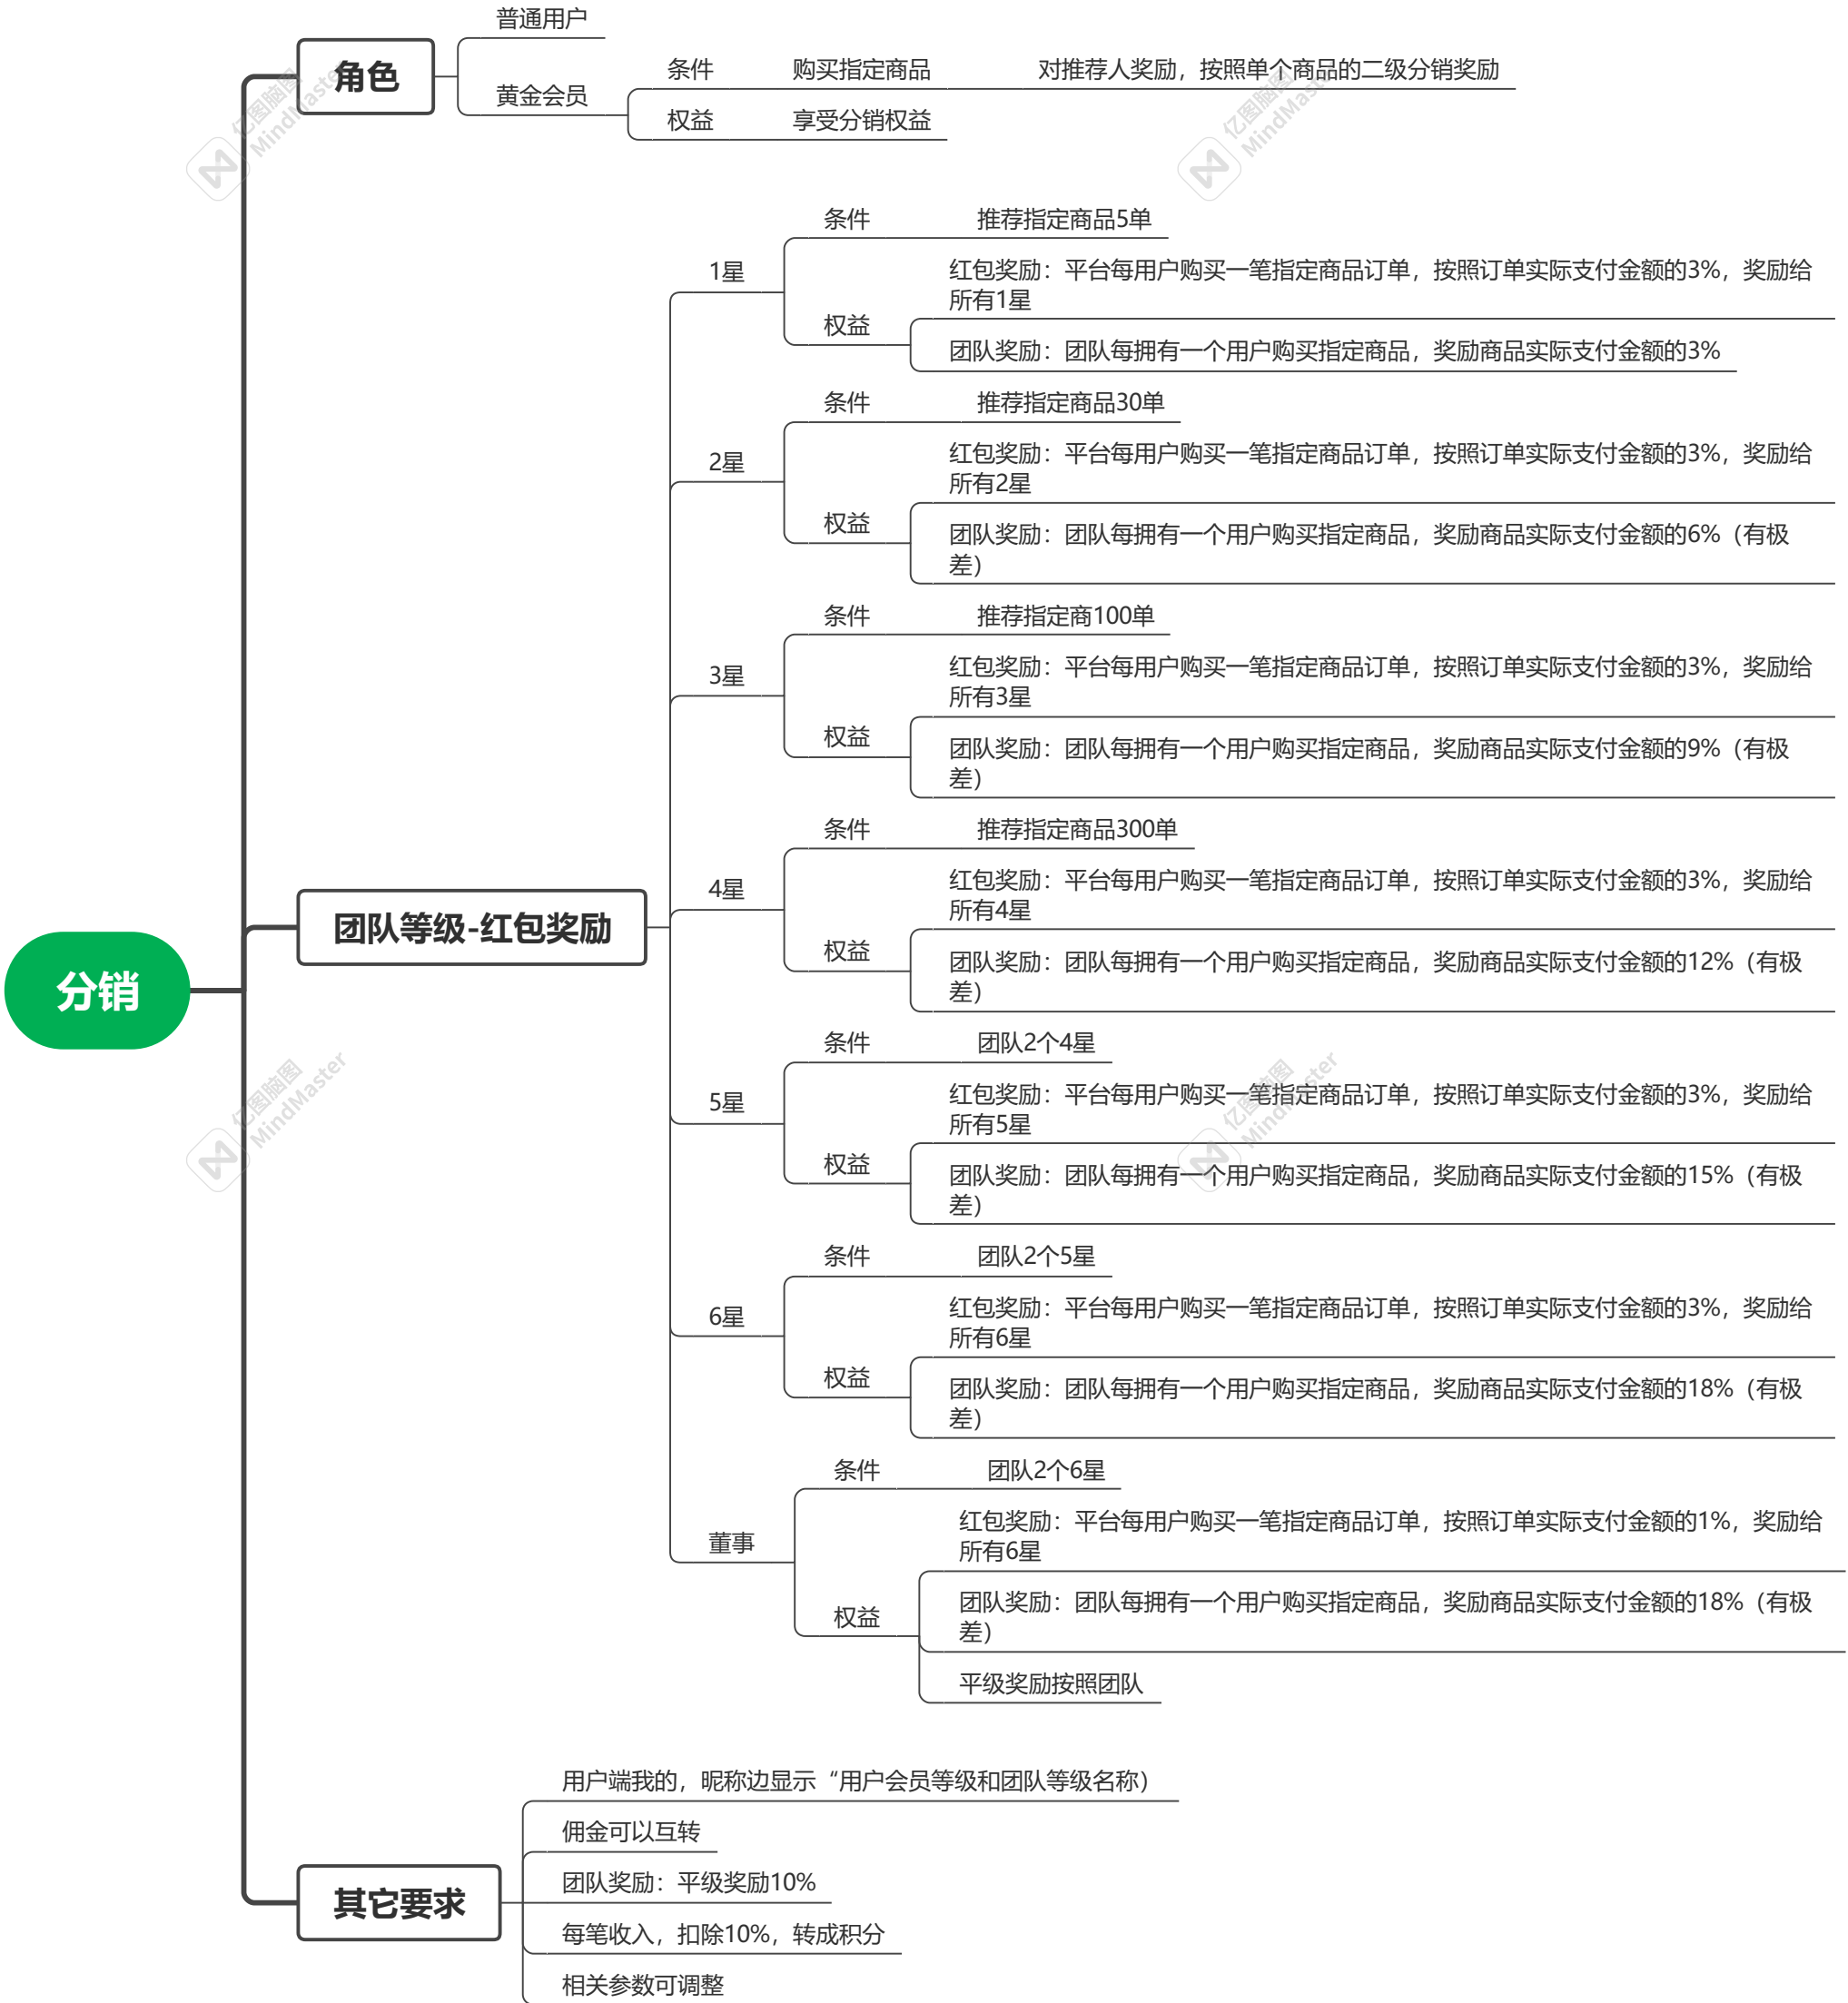 普通用户
角色
条件
购买指定商品
对推荐人奖励，按照单个商品的二级分销奖励
黄金会员
权益
享受分销权益
亿图脑图
MindMaster
亿图脑图
MindMaster
条件
推荐指定商品5单
1星
红包奖励：平台每用户购买一笔指定商品订单，按照订单实际支付金额的3%，奖励给
所有1星
权益
团队奖励：团队每拥有一个用户购买指定商品，奖励商品实际支付金额的3%
条件
推荐指定商品30单
2星
红包奖励：平台每用户购买一笔指定商品订单，按照订单实际支付金额的3%，奖励给
所有2星
权益
团队奖励：团队每拥有一个用户购买指定商品，奖励商品实际支付金额的6%（有极
差）
条件
推荐指定商100单
3星
红包奖励：平台每用户购买一笔指定商品订单，按照订单实际支付金额的3%，奖励给
所有3星
权益
团队奖励：团队每拥有一个用户购买指定商品，奖励商品实际支付金额的9%（有极
差）
条件
推荐指定商品300单
4星
红包奖励：平台每用户购买一笔指定商品订单，按照订单实际支付金额的3%，奖励给
所有4星
团队等级-红包奖励
权益
团队奖励：团队每拥有一个用户购买指定商品，奖励商品实际支付金额的12%（有极
差）
分销
条件
团队2个4星
5星
红包奖励：平台每用户购买一笔指定商品订单，按照订单实际支付金额的3%，奖励给
所有5星
亿图脑图
MindMaster
亿图脑图
MindMaster
权益
团队奖励：团队每拥有一个用户购买指定商品，奖励商品实际支付金额的15%（有极
差）
条件
团队2个5星
6星
红包奖励：平台每用户购买一笔指定商品订单，按照订单实际支付金额的3%，奖励给
所有6星
权益
团队奖励：团队每拥有一个用户购买指定商品，奖励商品实际支付金额的18%（有极
差）
条件
团队2个6星
董事
红包奖励：平台每用户购买一笔指定商品订单，按照订单实际支付金额的1%，奖励给
所有6星
权益
团队奖励：团队每拥有一个用户购买指定商品，奖励商品实际支付金额的18%（有极
差）
平级奖励按照团队
用户端我的，昵称边显示“用户会员等级和团队等级名称）
佣金可以互转
团队奖励：平级奖励10%
其它要求
每笔收入，扣除10%，转成积分
相关参数可调整